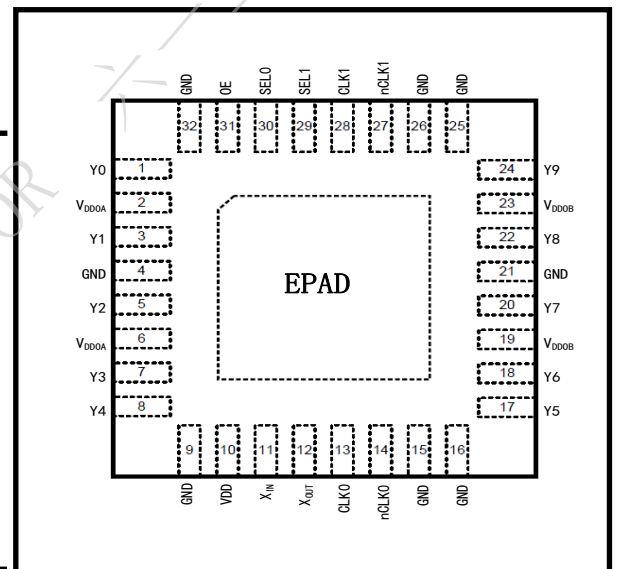 GND OE SEL0 SEL1 CLK1 nCLK1 GND GND
32 31 30 29 28 27 26 25
Y0 1 24 Y9
VDDOA 2 23 VDDOB
Y1 3 22 Y8
GND 4 21 GND
EPAD
Y2 5 20 Y7
VDDOA 6 19 VDDOB
Y3 7 18 Y6
Y4 8 17 Y5
9 10 11 12 13 14 15 16
GND VDD XIN XOUT CLK0 nCLK0 GND GND